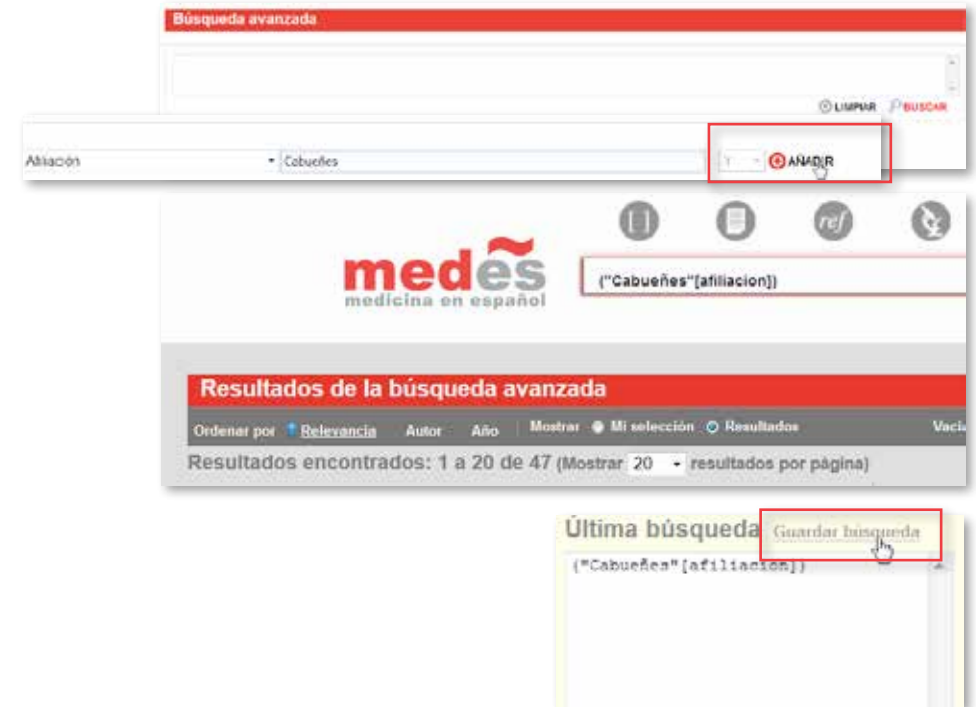 Búsqueda avanzada
LIMPIAR BUSCAR
Afiliación Cabueñes Y AÑADIR
ref
medes
medicina en español
("Cabueñes"[afiliacion])
Resultados de la búsqueda avanzada
Ordenar por Relevancia Autor Año Mostrar Mi selección Resultados Vacia
Resultados encontrados: 1 a 20 de 47 (Mostrar 20 resultados por página)
Última búsqueda Guardar búsqueda
("Cabueñes"[afiliacion])